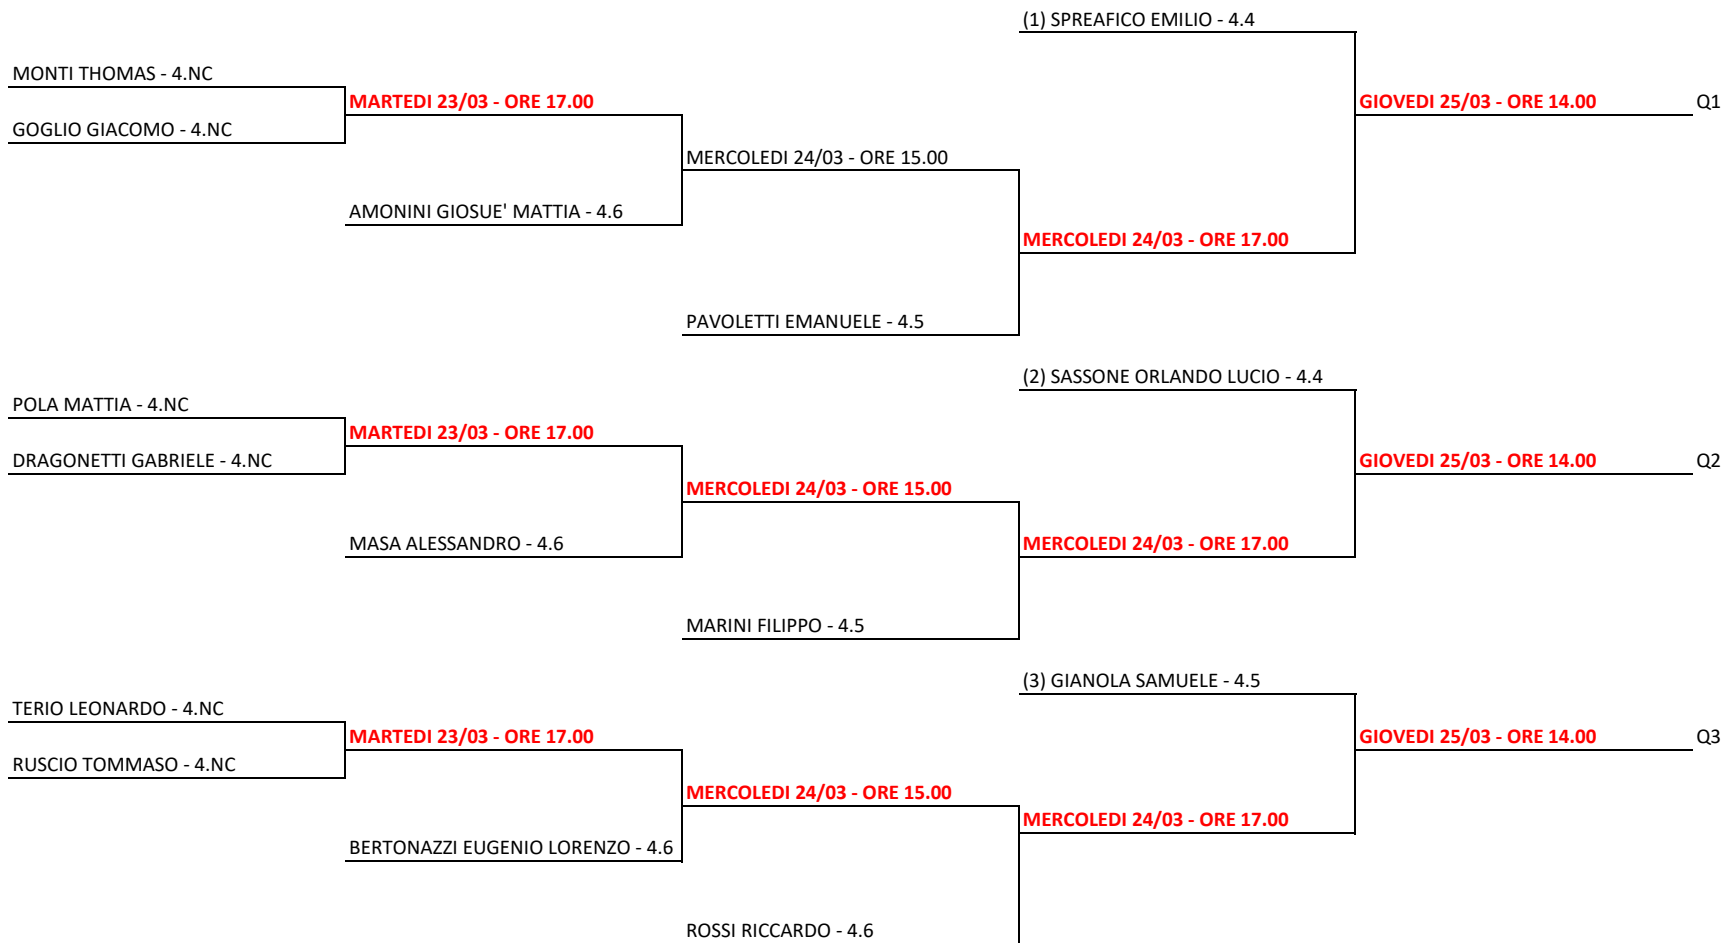 (1) SPREAFICO EMILIO - 4.4
MONTI THOMAS - 4.NC
MARTEDI 23/03 - ORE 17.00
GIOVEDI 25/03 - ORE 14.00
Q1
GOGLIO GIACOMO - 4.NC
MERCOLEDI 24/03 - ORE 15.00
AMONINI GIOSUE' MATTIA - 4.6
MERCOLEDI 24/03 - ORE 17.00
PAVOLETTI EMANUELE - 4.5
(2) SASSONE ORLANDO LUCIO - 4.4
POLA MATTIA - 4.NC
MARTEDI 23/03 - ORE 17.00
DRAGONETTI GABRIELE - 4.NC
GIOVEDI 25/03 - ORE 14.00
Q2
MERCOLEDI 24/03 - ORE 15.00
MASA ALESSANDRO - 4.6
MERCOLEDI 24/03 - ORE 17.00
MARINI FILIPPO - 4.5
(3) GIANOLA SAMUELE - 4.5
TERIO LEONARDO - 4.NC
MARTEDI 23/03 - ORE 17.00
GIOVEDI 25/03 - ORE 14.00
Q3
RUSCIO TOMMASO - 4.NC
MERCOLEDI 24/03 - ORE 15.00
MERCOLEDI 24/03 - ORE 17.00
BERTONAZZI EUGENIO LORENZO - 4.6
ROSSI RICCARDO - 4.6